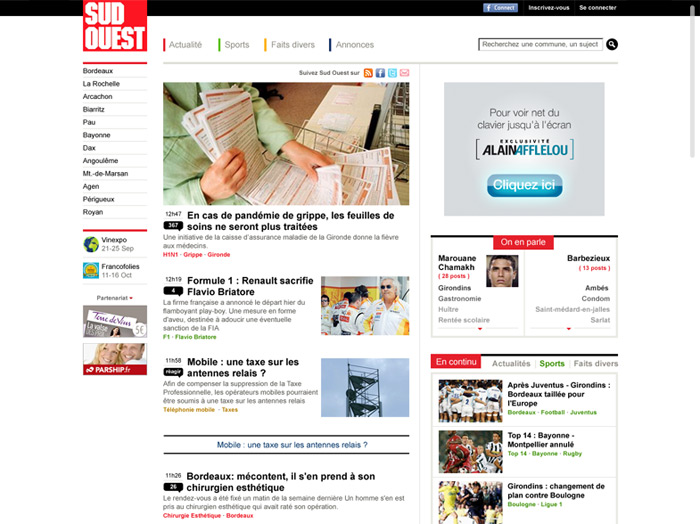 Connect
Inscrivez-vous
Se connecter
SUD
OUEST
Actualité
Sports
Faits divers
Annonces
Recherchez une commune, un suject
Bordeaux
La Rochelle
Arcachon
Biarritz
Pau
Bayonne
Dax
Angoulême
Mt.-de-Marsan
Agen
Périgueux
Royan
Vinexpo
21-25 Sep
Francofolies
11-16 Oct
Partenariat
5€
PARSHIP.fr
Suivez Sud Ouest sur
12h47
367
En cas de pandémie de grippe, les feuilles de
soins ne seront plus traitées
Une initiative de la caisse d'assurance maladie de la Gironde donne la fièvre
aux médecins.
H1N1 · Grippe · Gironde
12h19
4
Formule 1 : Renault sacrifie
Flavio Briatore
La firme française a annoncé le départ hier du
flamboyant play-boy. Une mesure en forme
d'aveu, destinée à adoucir une éventuelle
sanction de la FIA
F1 · Flavio Briatore
11h58
réagir
Mobile : une taxe sur les
antennes relais ?
Afin de compenser la suppression de la Taxe
Professionnelle, les opérateurs mobiles pourraient
être soumis à une taxe sur les antennes relais
Téléphonie mobile · Taxes
Mobile : une taxe sur les antennes relais ?
11h26
26
Bordeaux: mécontent, il s'en prend à son
chirurgien esthétique
Le rendez-vous a été fixé un matin de la semaine dernière Un homme s'en est
pris au chirurgien esthétique qui avait raté son opération.
Chirurgie Esthétique · Bordeaux
Pour voir net du
clavier jusqu'à l'écran
EXCLUSIVITÉ
ALAINAFFLELOU
Cliquez ici
On en parle
Marouane
Chamakh
( 28 posts )
Girondins
Gastronomie
Huître
Rentée scolaire
Barbezieux
( 13 posts )
Ambés
Condom
Saint-médard-en-jalles
Sarlat
En continu
Actualités
Sports
Faits divers
Après Juventus - Girondins :
Bordeaux taillée pour
l'Europe
Bordeaux · Football · Juventus
Top 14 : Bayonne -
Montpellier annulé
Top 14 · Bayonne · Rugby
Girondins : changement de
plan contre Boulogne
Boulogne · Ligue 1